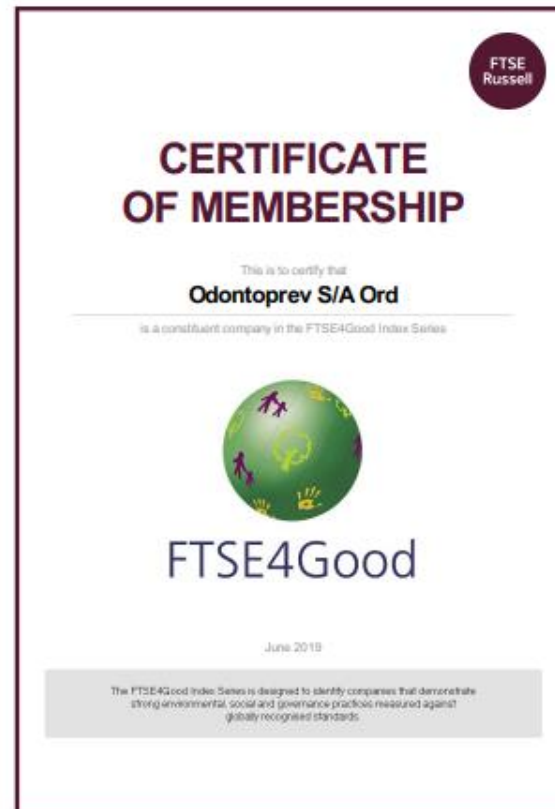 FTSE
Russell
CERTIFICATE
OF MEMBERSHIP
This is to certify that
Odontoprev S/A Ord
is a constituent company in the FTSE4Good Index Series
FTSE4Good
June 2019
The FTSE4Good Index Series is designed to identify companies that demonstrate
strong environmental, social and governance practices measured against
globally recognised standards.